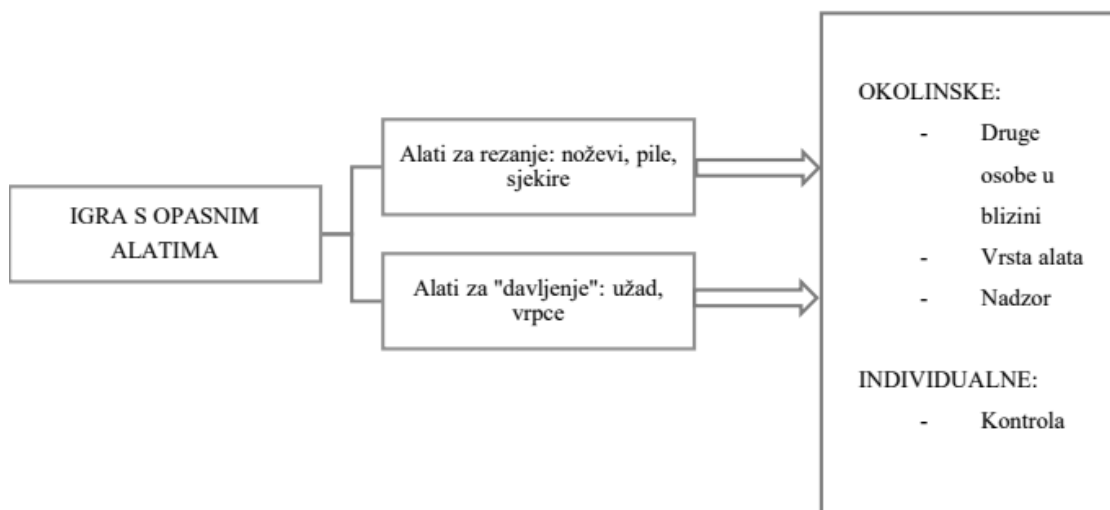 IGRA S OPASNIM
ALATIMA
Alati za rezanje: noževi, pile,
sjekire
Alati za "davljenje": užad,
vrpce
OKOLINSKE:
- Druge
osobe u
blizini
- Vrsta alata
- Nadzor
INDIVIDUALNE:
- Kontrola